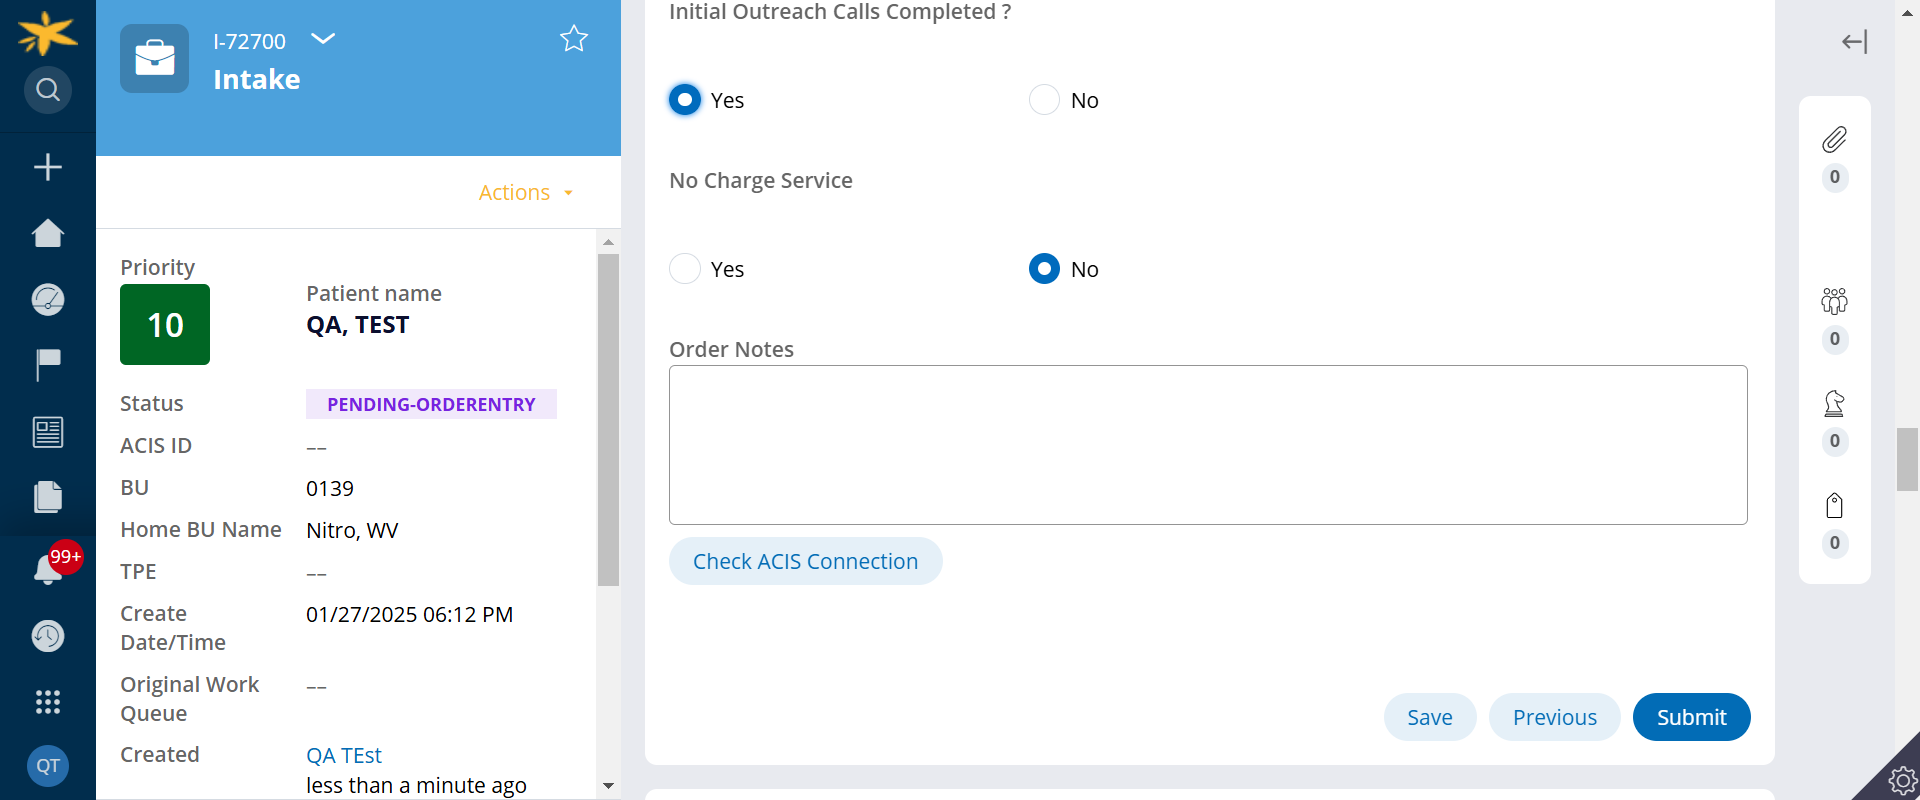 I-72700
Intake
Actions
Priority
10
Patient name
QA, TEST
Status
PENDING-ORDERENTRY
ACIS ID
––
BU
0139
Home BU Name
Nitro, WV
TPE
––
Create
Date/Time
01/27/2025 06:12 PM
Original Work
Queue
––
Created
QA TEst
less than a minute ago
99+
QT
Initial Outreach Calls Completed ?
Yes
No
No Charge Service
Yes
No
Order Notes
Check ACIS Connection
Save
Previous
Submit
0
0
0
0